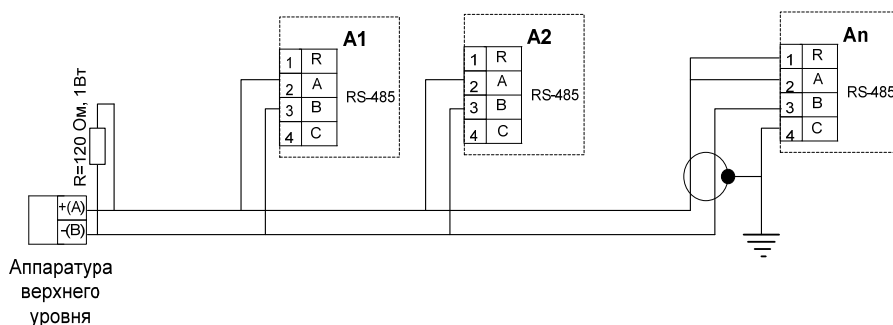 A1
1 R
2 A
3 B
4 C
RS-485
A2
1 R
2 A
3 B
4 C
RS-485
An
1 R
2 A
3 B
4 C
RS-485
R=120 Ом, 1Вт
+(A)
-(B)
Аппаратура
верхнего
уровня